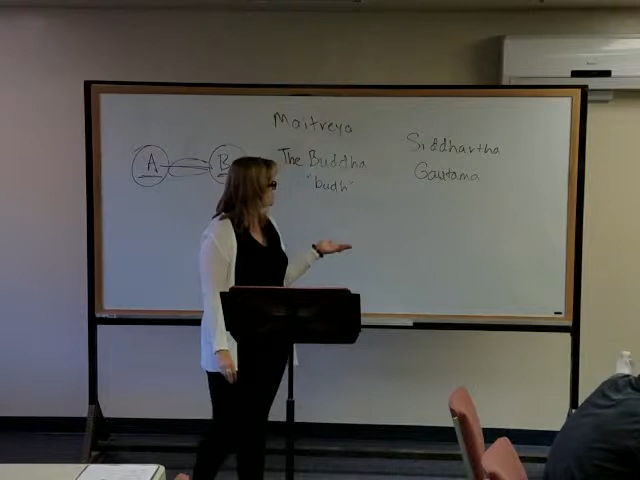 Maitreya
A B
The Buddha
"budh"
Siddhartha
Gautama